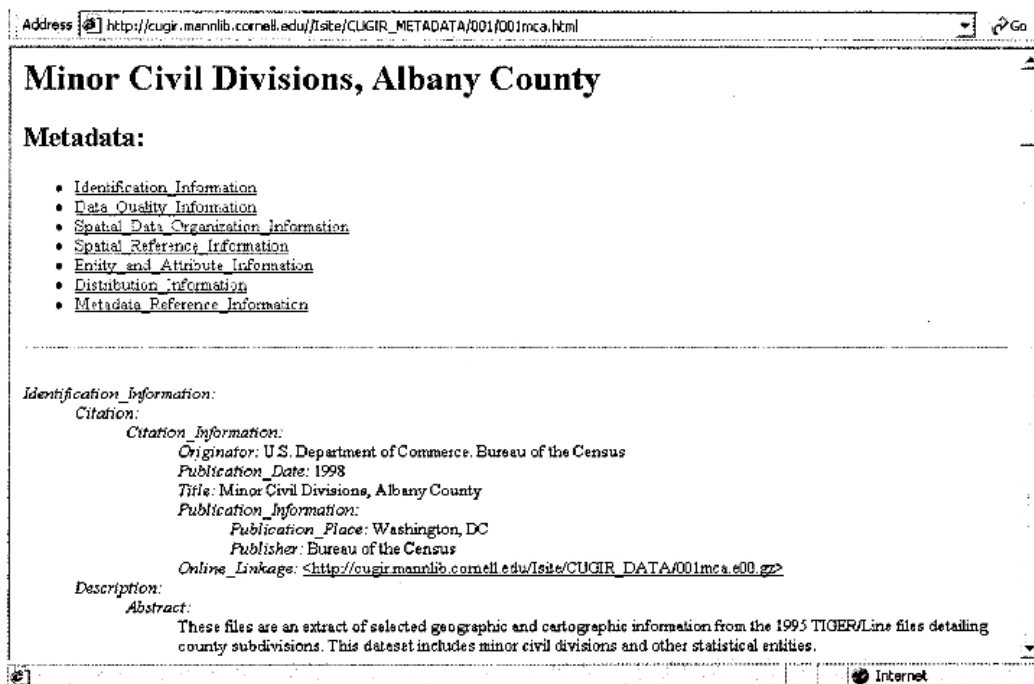 Address http://cugir.mannlib.cornell.edu//Isite/CUGIR_METADATA/001/001mca.html Go
Minor Civil Divisions, Albany County
Metadata:
• Identification_Information
• Data_Quality_Information
• Spatial_Data_Organization_Information
• Spatial_Reference_Information
• Entity_and_Attribute_Information
• Distribution_Information
• Metadata_Reference_Information
Identification_Information:
Citation:
Citation_Information:
Originator: U.S. Department of Commerce. Bureau of the Census
Publication_Date: 1998
Title: Minor Civil Divisions, Albany County
Publication_Information:
Publication_Place: Washington, DC
Publisher: Bureau of the Census
Online_Linkage: <http://cugir.mannlib.cornell.edu/Isite/CUGIR_DATA/001mca.e00.gz>
Description:
Abstract:
These files are an extract of selected geographic and cartographic information from the 1995 TIGER/Line files detailing
county subdivisions. This dataset includes minor civil divisions and other statistical entities.
Internet